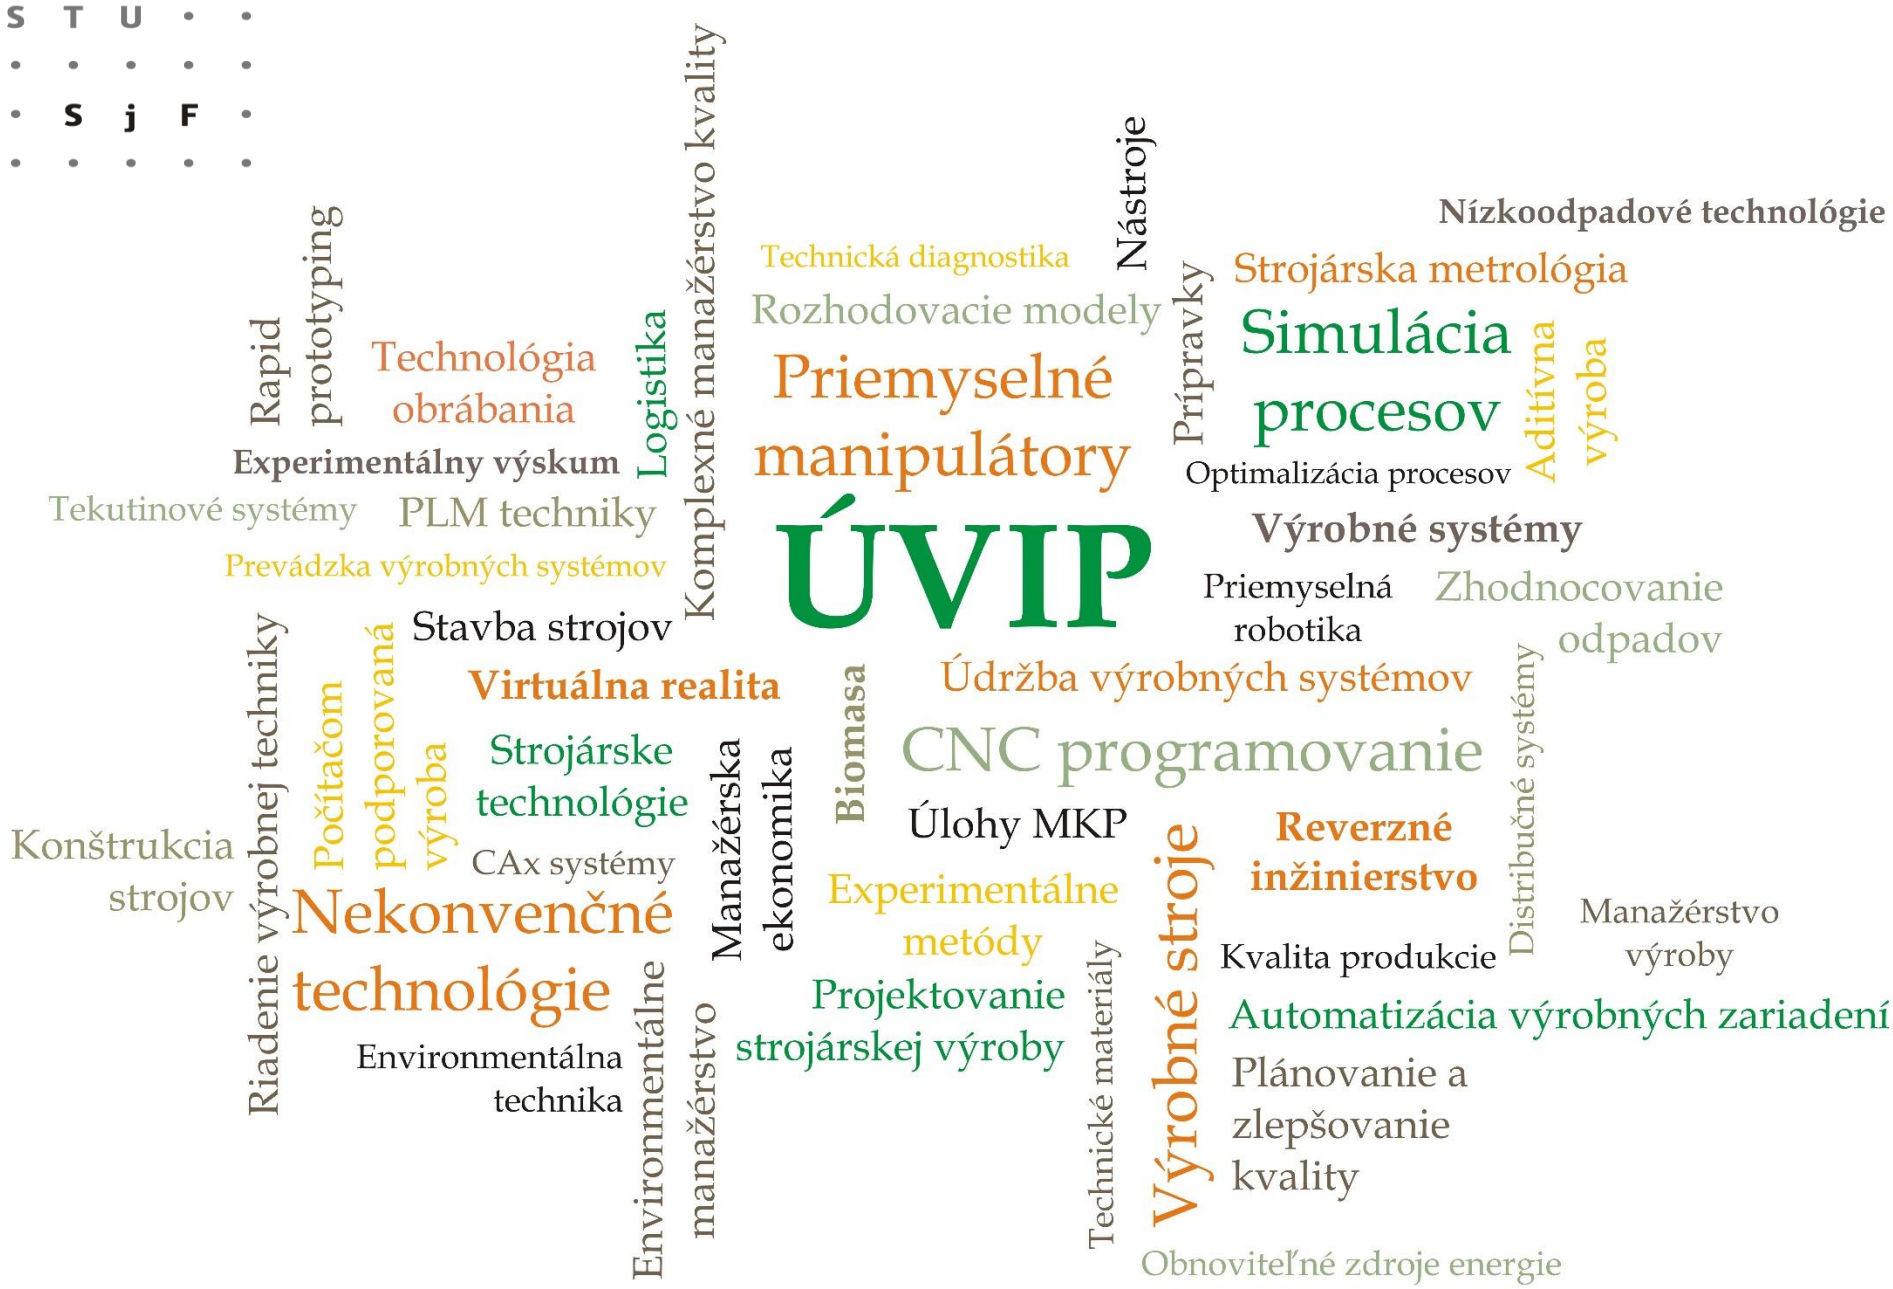 S T U
S j F
Komplexné manažérstvo kvality
Nástroje
Nízkoodpadové technológie
Rapid
prototyping
Technická diagnostika
Strojárska metrológia
Rozhodovacie modely
Prípravky
Simulácia
procesov
Aditívna
výroba
Technológia
obrábania
Logistika
Priemyselné
manipulátory
Experimentálny výskum
Optimalizácia procesov
Tekutinové systémy
PLM techniky
ÚVIP
Výrobné systémy
Prevádzka výrobných systémov
Priemyselná
robotika
Zhodnocovanie
odpadov
Stavba strojov
Riadenie výrobnej techniky
Počítačom
podporovaná
výroba
Virtuálna realita
Biomasa
Údržba výrobných systémov
Distribučné systémy
Strojárske
technológie
Manažérska
ekonomika
CNC programovanie
Úlohy MKP
Reverzné
inžinierstvo
Konštrukcia
strojov
CAx systémy
Experimentálne
metódy
Výrobné stroje
Nekonvenčné
technológie
Kvalita produkcie
Manažérstvo
výroby
Projektovanie
strojárskej výroby
Technické materiály
Automatizácia výrobných zariadení
Environmentálna
technika
Environmentálne
manažérstvo
Plánovanie a
zlepšovanie
kvality
Obnoviteľné zdroje energie